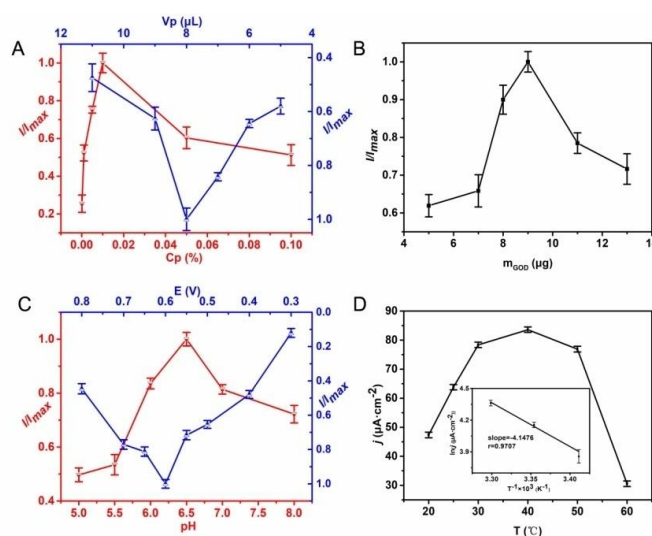 A
Vp (μL)
12 10 8 6 4
I/Imax
1.0
0.8
0.6
0.4
0.2
0.4
0.6
0.8
1.0
I/Imax
0.00 0.02 0.04 0.06 0.08 0.10
Cp (%)
B
I/Imax
1.0
0.9
0.8
0.7
0.6
4 6 8 10 12 14
mGOD (μg)
C
E (V)
0.8 0.7 0.6 0.5 0.4 0.3
I/Imax
1.0
0.8
0.6
0.4
0.0
0.2
0.4
0.6
0.8
1.0
I/Imax
5.0 5.5 6.0 6.5 7.0 7.5 8.0
pH
D
j (μA·cm-2)
90
80
70
60
50
40
30
20 30 40 50 60
T (℃)
4.5
4.2
3.9
slope=-4.1476
r=0.9707
3.30 3.35 3.40
T-1×103 (K-1)